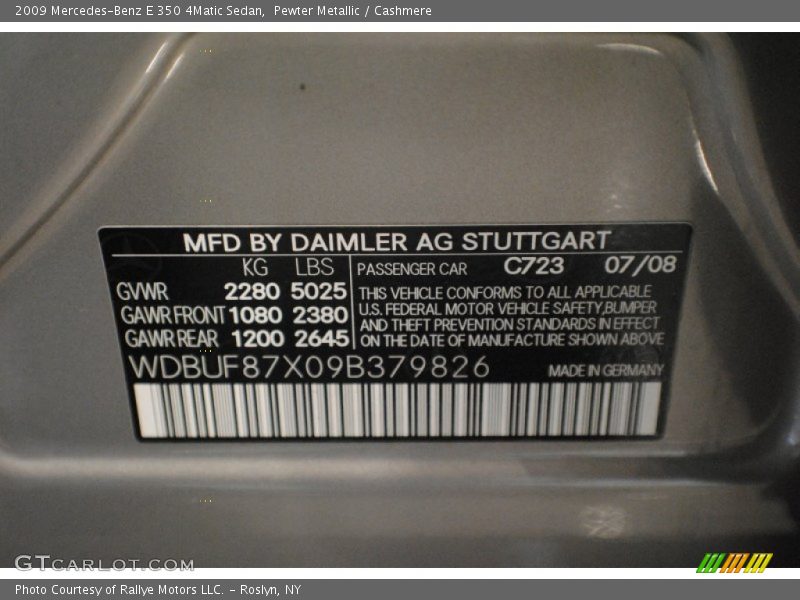 2009 Mercedes-Benz E 350 4Matic Sedan, Pewter Metallic / Cashmere
MFD BY DAIMLER AG STUTTGART
KG LBS
GVWR 2280 5025
GAWR FRONT 1080 2380
GAWR REAR 1200 2645
PASSENGER CAR C723 07/08
THIS VEHICLE CONFORMS TO ALL APPLICABLE
U.S. FEDERAL MOTOR VEHICLE SAFETY,BUMPER
AND THEFT PREVENTION STANDARDS IN EFFECT
ON THE DATE OF MANUFACTURE SHOWN ABOVE
WDBUF87X09B379826
MADE IN GERMANY
GTCARLOT.COM
Photo Courtesy of Rallye Motors LLC. - Roslyn, NY